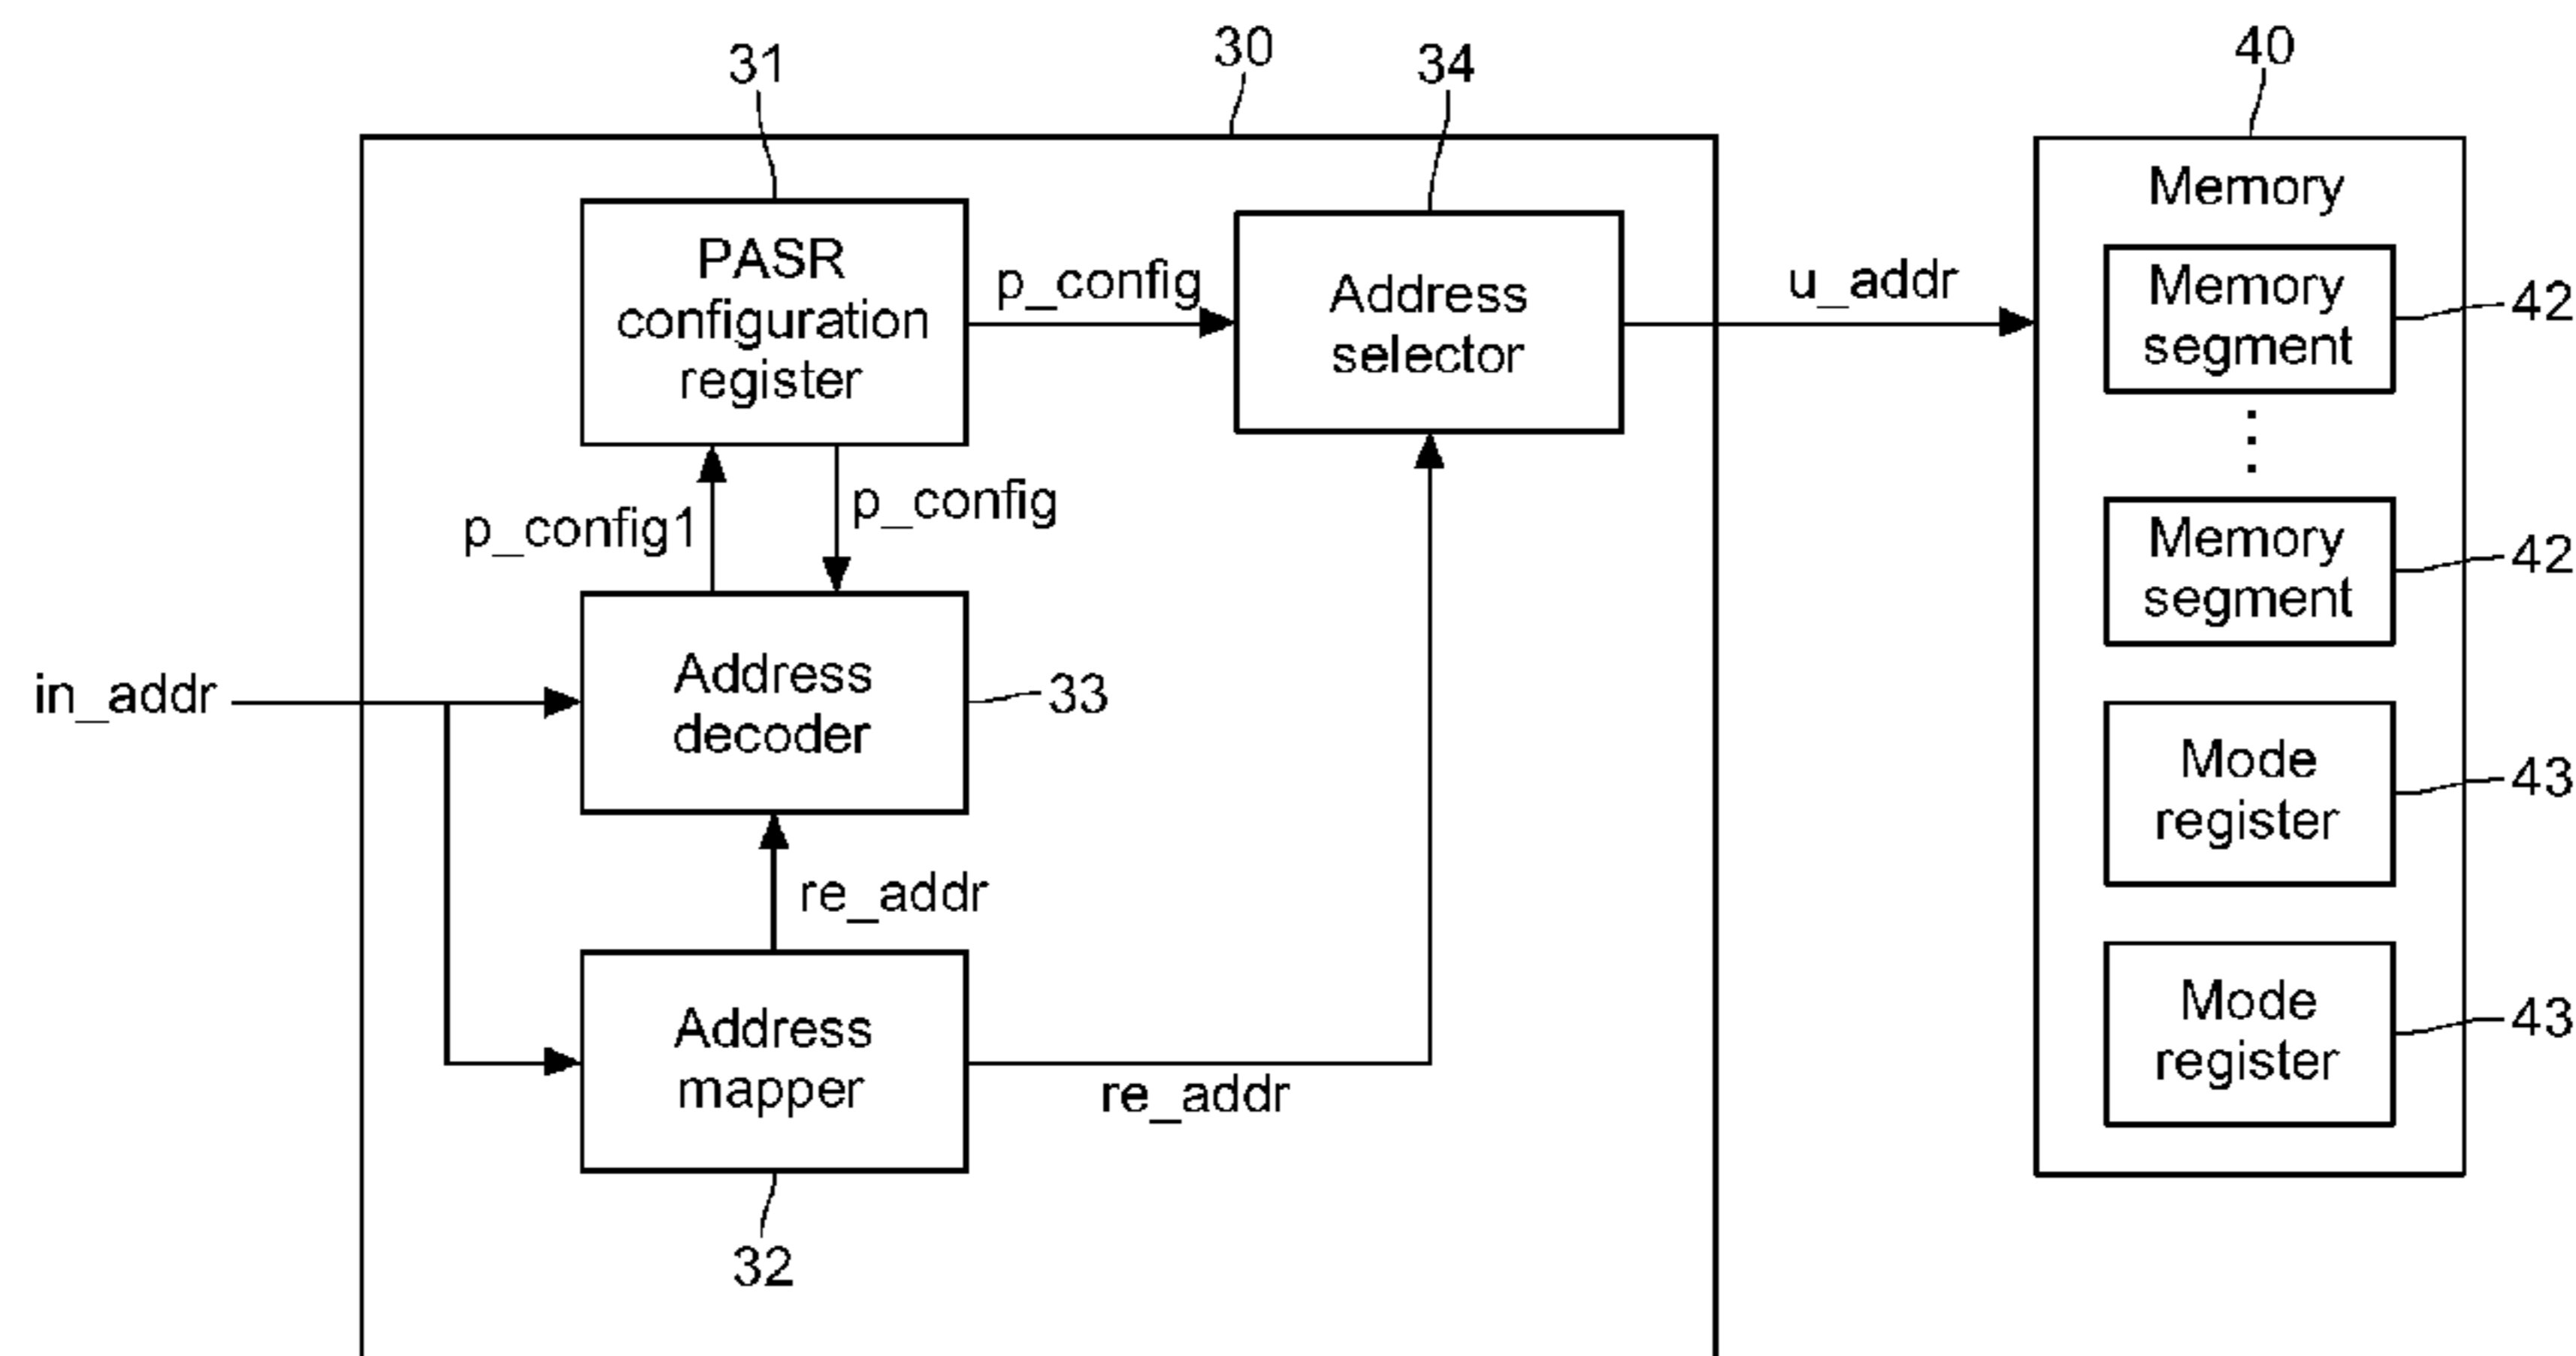 31
30
34
40
PASR
configuration
register
p_config
Address
selector
u_addr
Memory
Memory
segment
42
p_config1
p_config
Memory
segment
42
in_addr
Address
decoder
33
Mode
register
43
re_addr
Address
mapper
re_addr
Mode
register
43
32